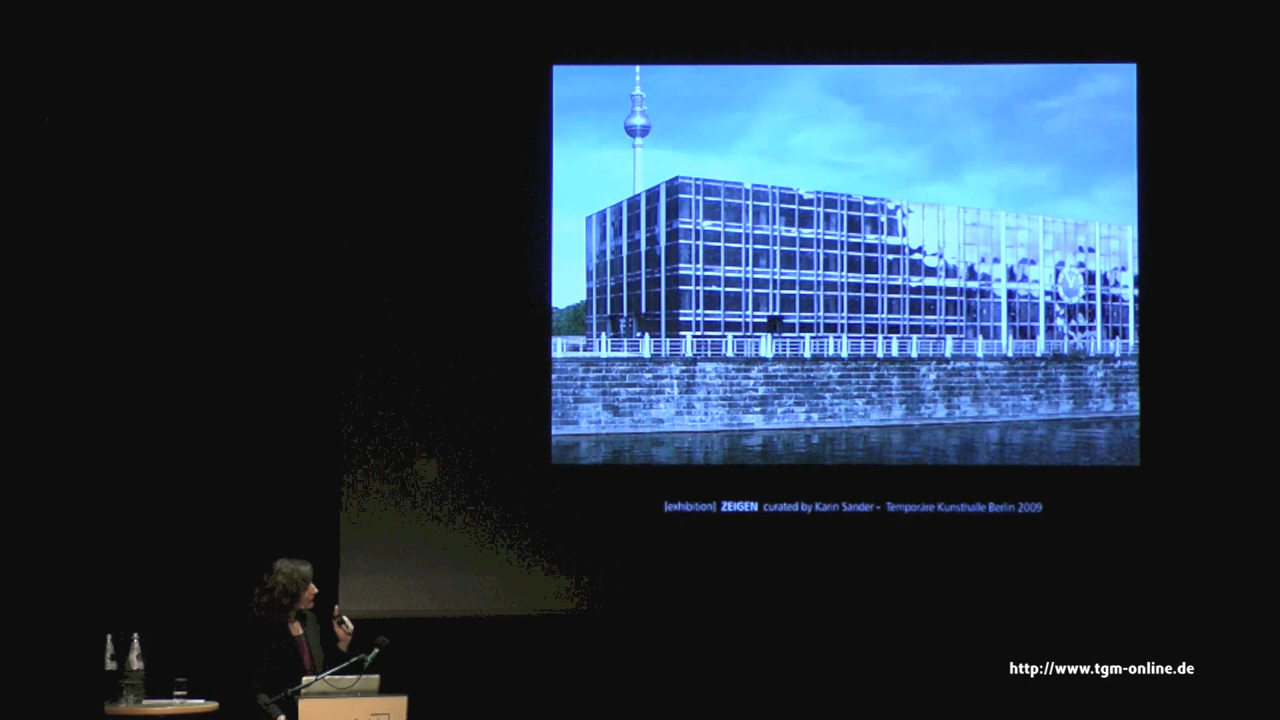 [exhibition] ZEIGEN curated by Karin Sander - Temporäre Kunsthalle Berlin 2009
http://www.tgm-online.de